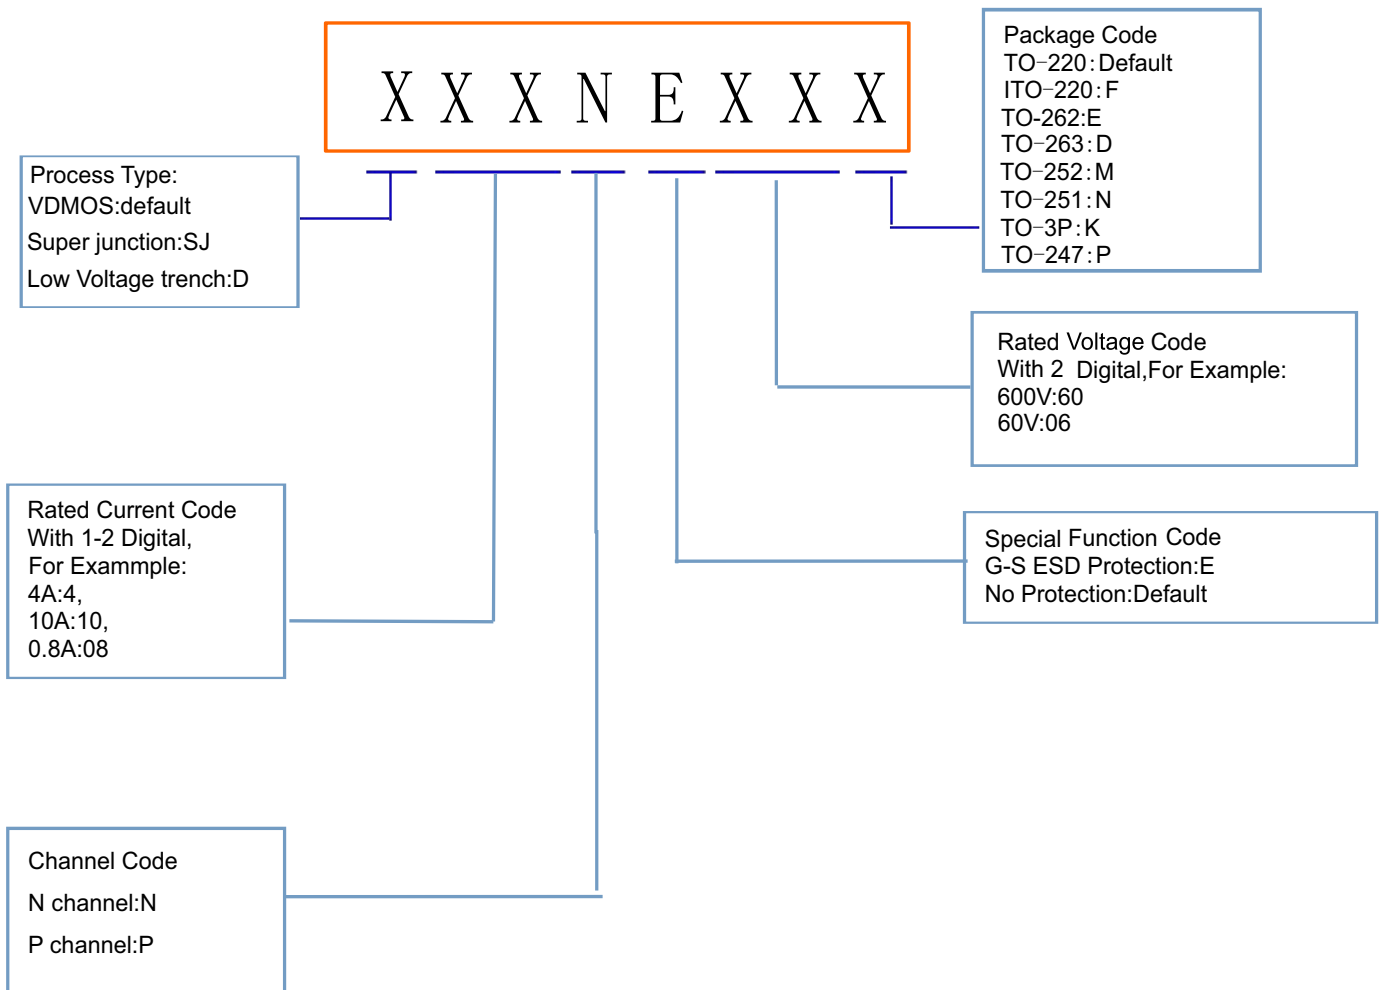 X X X N E X X X
Package Code
TO-220:Default
ITO-220:F
TO-262:E
TO-263:D
TO-252:M
TO-251:N
TO-3P:K
TO-247:P
Process Type:
VDMOS:default
Super junction:SJ
Low Voltage trench:D
Rated Voltage Code
With 2 Digital,For Example:
600V:60
60V:06
Rated Current Code
With 1-2 Digital,
For Exammple:
4A:4,
10A:10,
0.8A:08
Special Function Code
G-S ESD Protection:E
No Protection:Default
Channel Code
N channel:N
P channel:P